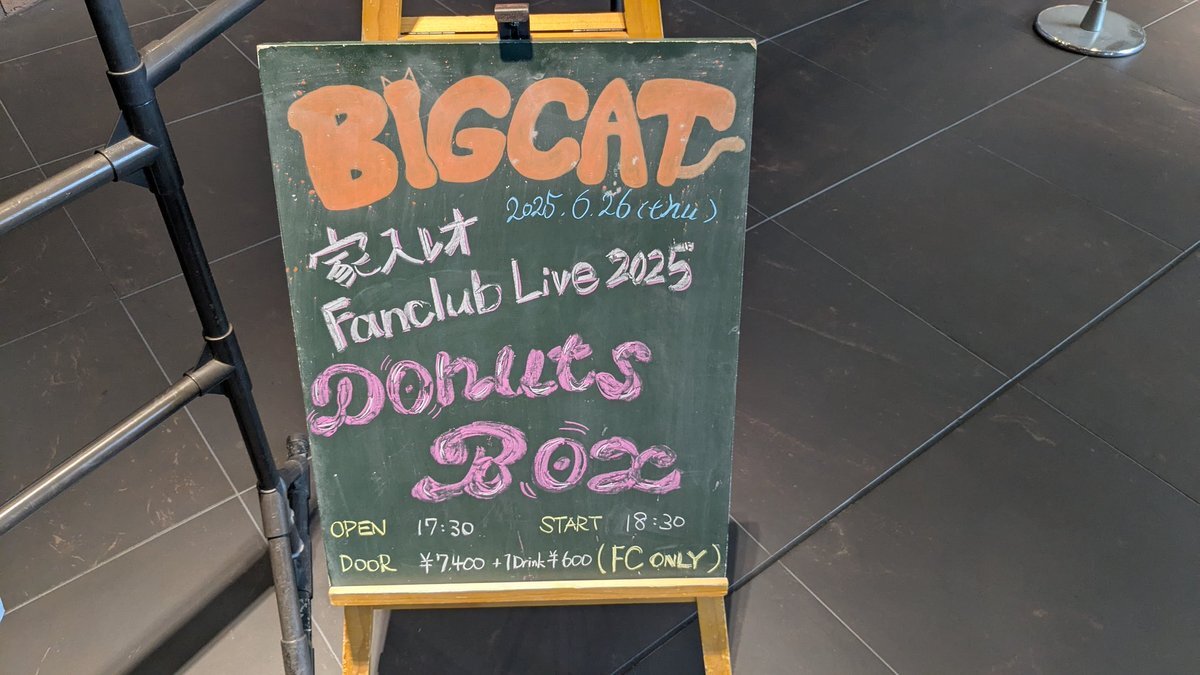 BIGCAT
2025.6.26(thu)
家入レオ
Fanclub Live 2025
Donuts
Box
OPEN 17:30 START 18:30
DOOR ¥7,400 +1Drink¥600 (FC ONLY)